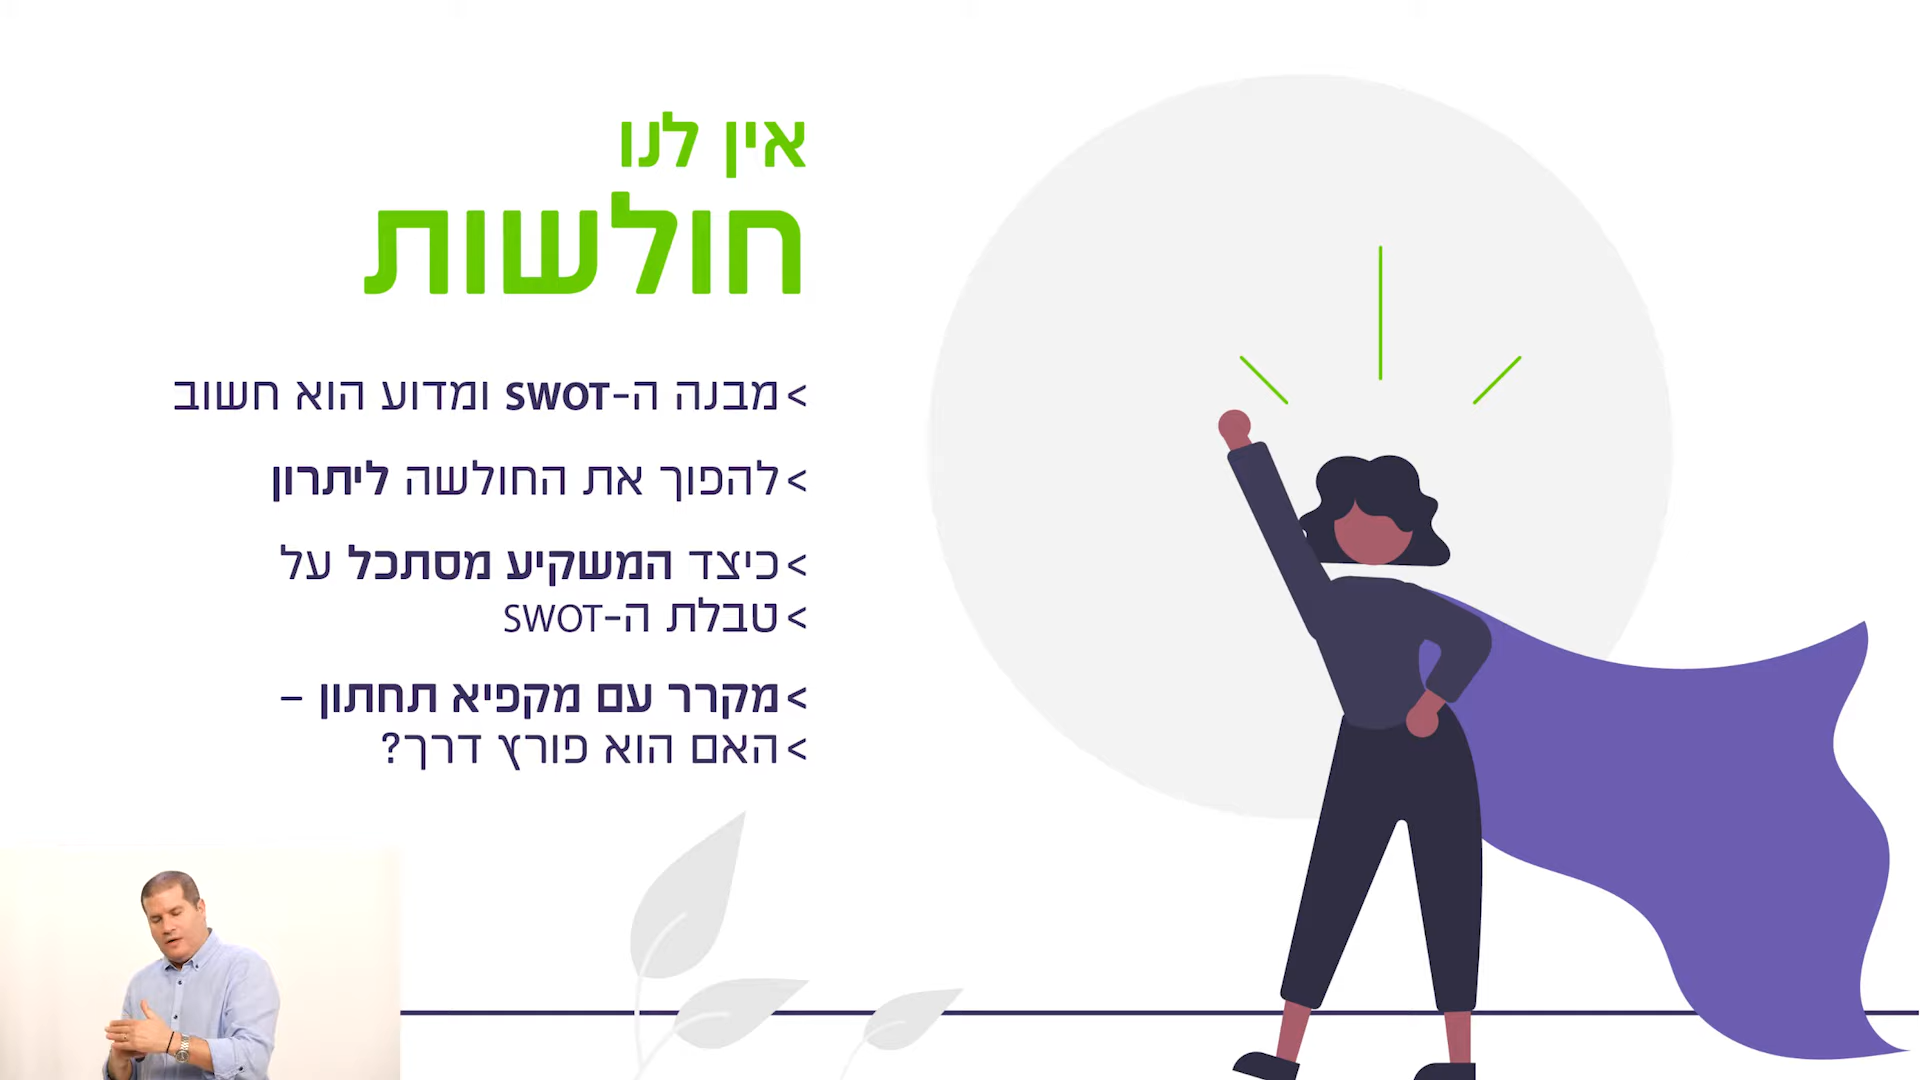 אין לנו
חולשות
> מבנה ה-SWOT ומדוע הוא חשוב
> להפוך את החולשה ליתרון
> כיצד המשקיע מסתכל על
> טבלת ה-SWOT
> מקרר עם מקפיא תחתון –
> האם הוא פורץ דרך?